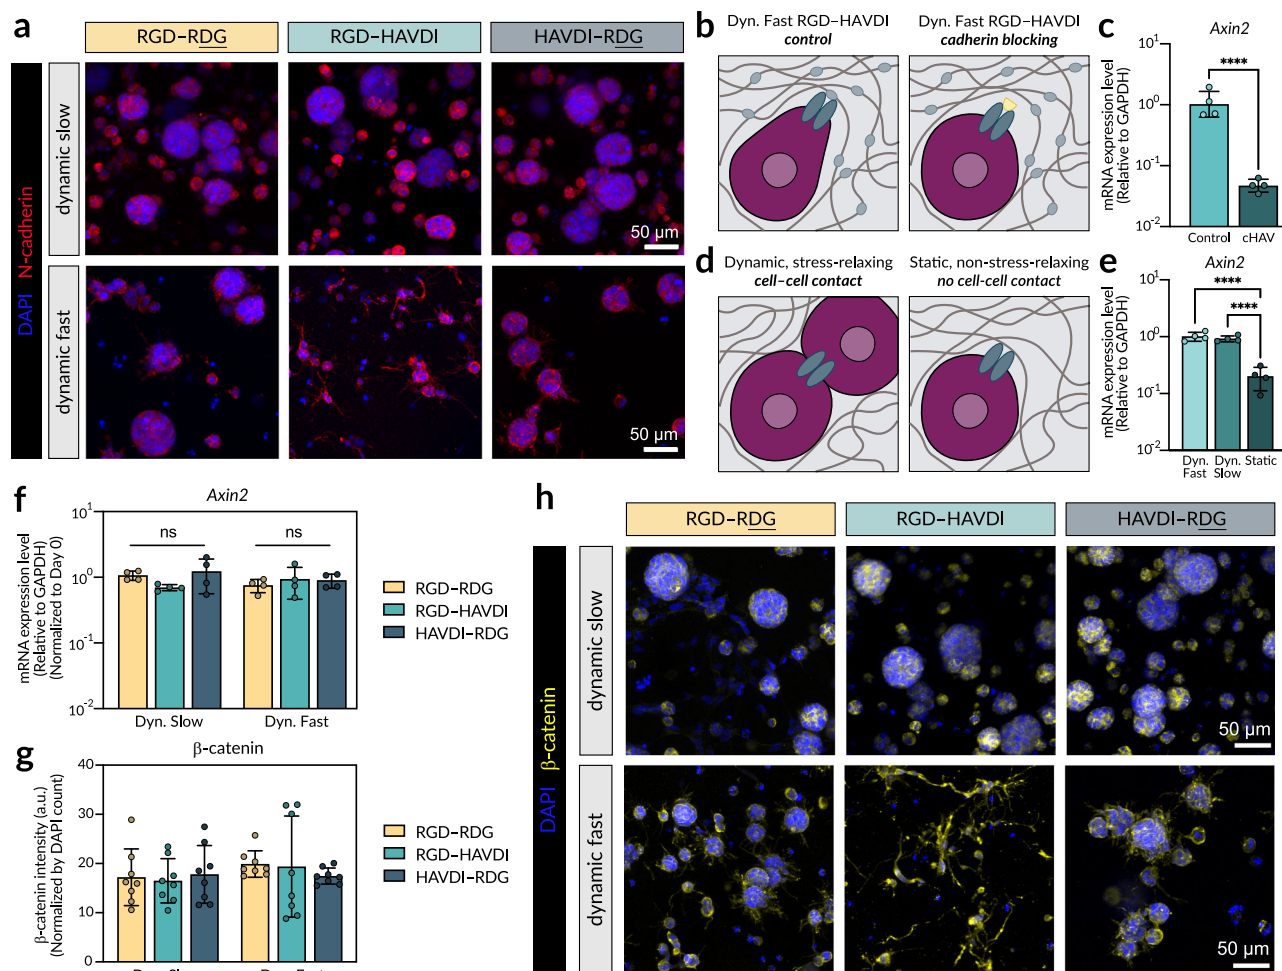 a
RGD–RDG
RGD–HAVDI
HAVDI–RDG
DAPI N-cadherin
dynamic slow
50 µm
dynamic fast
50 µm
b
Dyn. Fast RGD–HAVDI
control
Dyn. Fast RGD–HAVDI
cadherin blocking
c
Axin2
mRNA expression level
(Relative to GAPDH)
10¹
10⁰
10⁻¹
10⁻²
****
Control
cHAV
d
Dynamic, stress-relaxing
cell–cell contact
Static, non-stress-relaxing
no cell-cell contact
e
Axin2
mRNA expression level
(Relative to GAPDH)
10¹
10⁰
10⁻¹
10⁻²
****
****
Dyn. Fast
Dyn. Slow
Static
f
Axin2
mRNA expression level
(Relative to GAPDH)
(Normalized to Day 0)
10¹
10⁰
10⁻¹
10⁻²
ns
ns
Dyn. Slow
Dyn. Fast
RGD–RDG
RGD–HAVDI
HAVDI–RDG
g
β-catenin
β-catenin intensity (a.u.)
(Normalized by DAPI count)
40
30
20
10
0
RGD–RDG
RGD–HAVDI
HAVDI–RDG
h
RGD–RDG
RGD–HAVDI
HAVDI–RDG
DAPI β-catenin
dynamic slow
50 µm
dynamic fast
50 µm